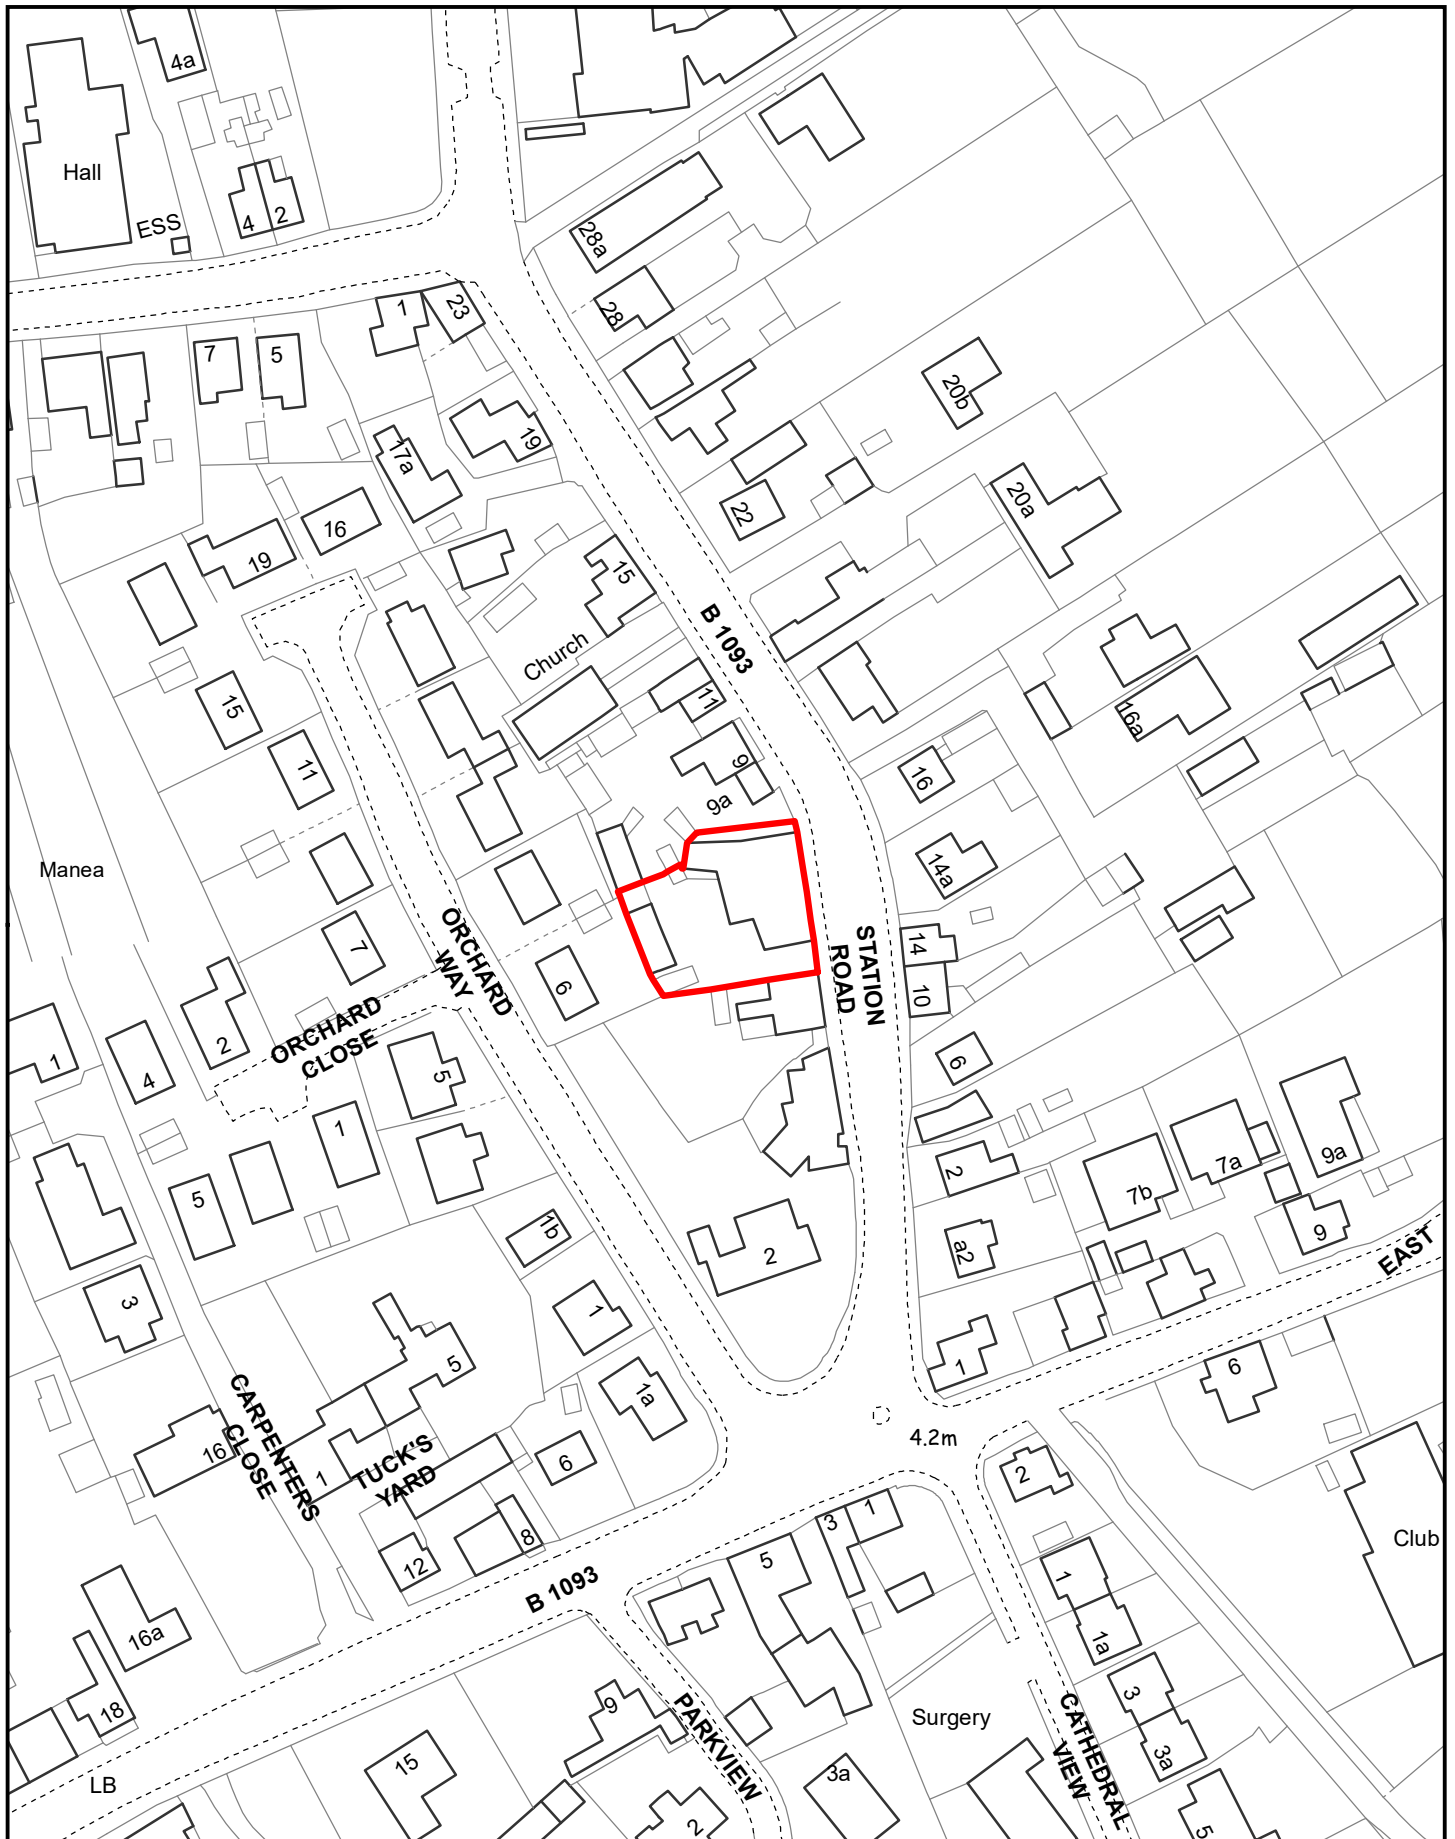 4a
Hall
ESS
4
2
28a
28
1
23
7
5
20b
19
17a
22
20a
16
19
15
B 1093
Church
15
11
16a
11
9
16
9a
14a
Manea
ORCHARD
WAY
STATION
ROAD
14
7
6
10
2
ORCHARD
CLOSE
1
4
5
6
1
2
7a
9a
7b
5
1b
9
a2
2
EAST
3
1
5
1
6
1a
CARPENTERS
CLOSE
16
TUCK'S
YARD
1
6
4.2m
2
8
12
3
1
5
Club
B 1093
1
16a
1a
18
9
PARKVIEW
Surgery
CATHEDRAL
VIEW
3
3a
15
3a
LB
2
5